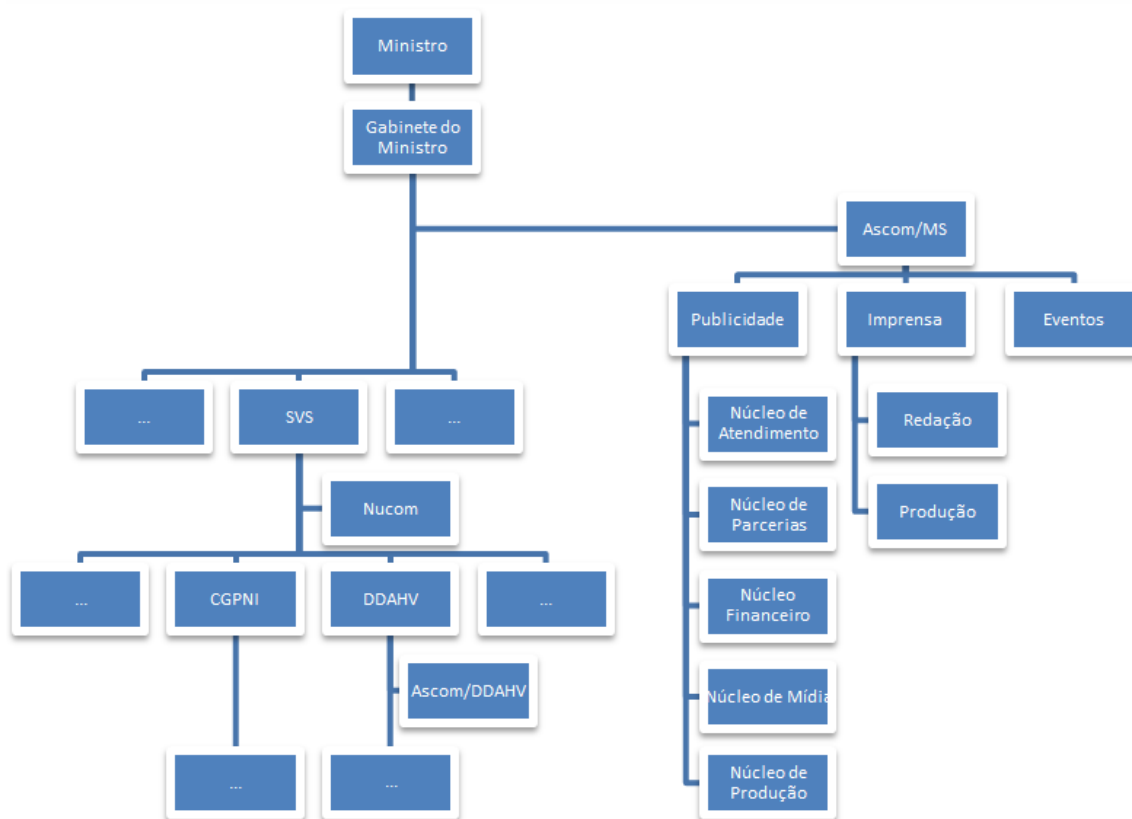 Ministro
Gabinete do
Ministro
Ascom/MS
Publicidade
Imprensa
Eventos
...
SVS
...
Núcleo de
Atendimento
Redação
Nucom
Núcleo de
Parcerias
Produção
...
CGPNI
DDAHV
...
Núcleo
Financeiro
Ascom/DDAHV
Núcleo de Mídia
...
...
Núcleo de
Produção